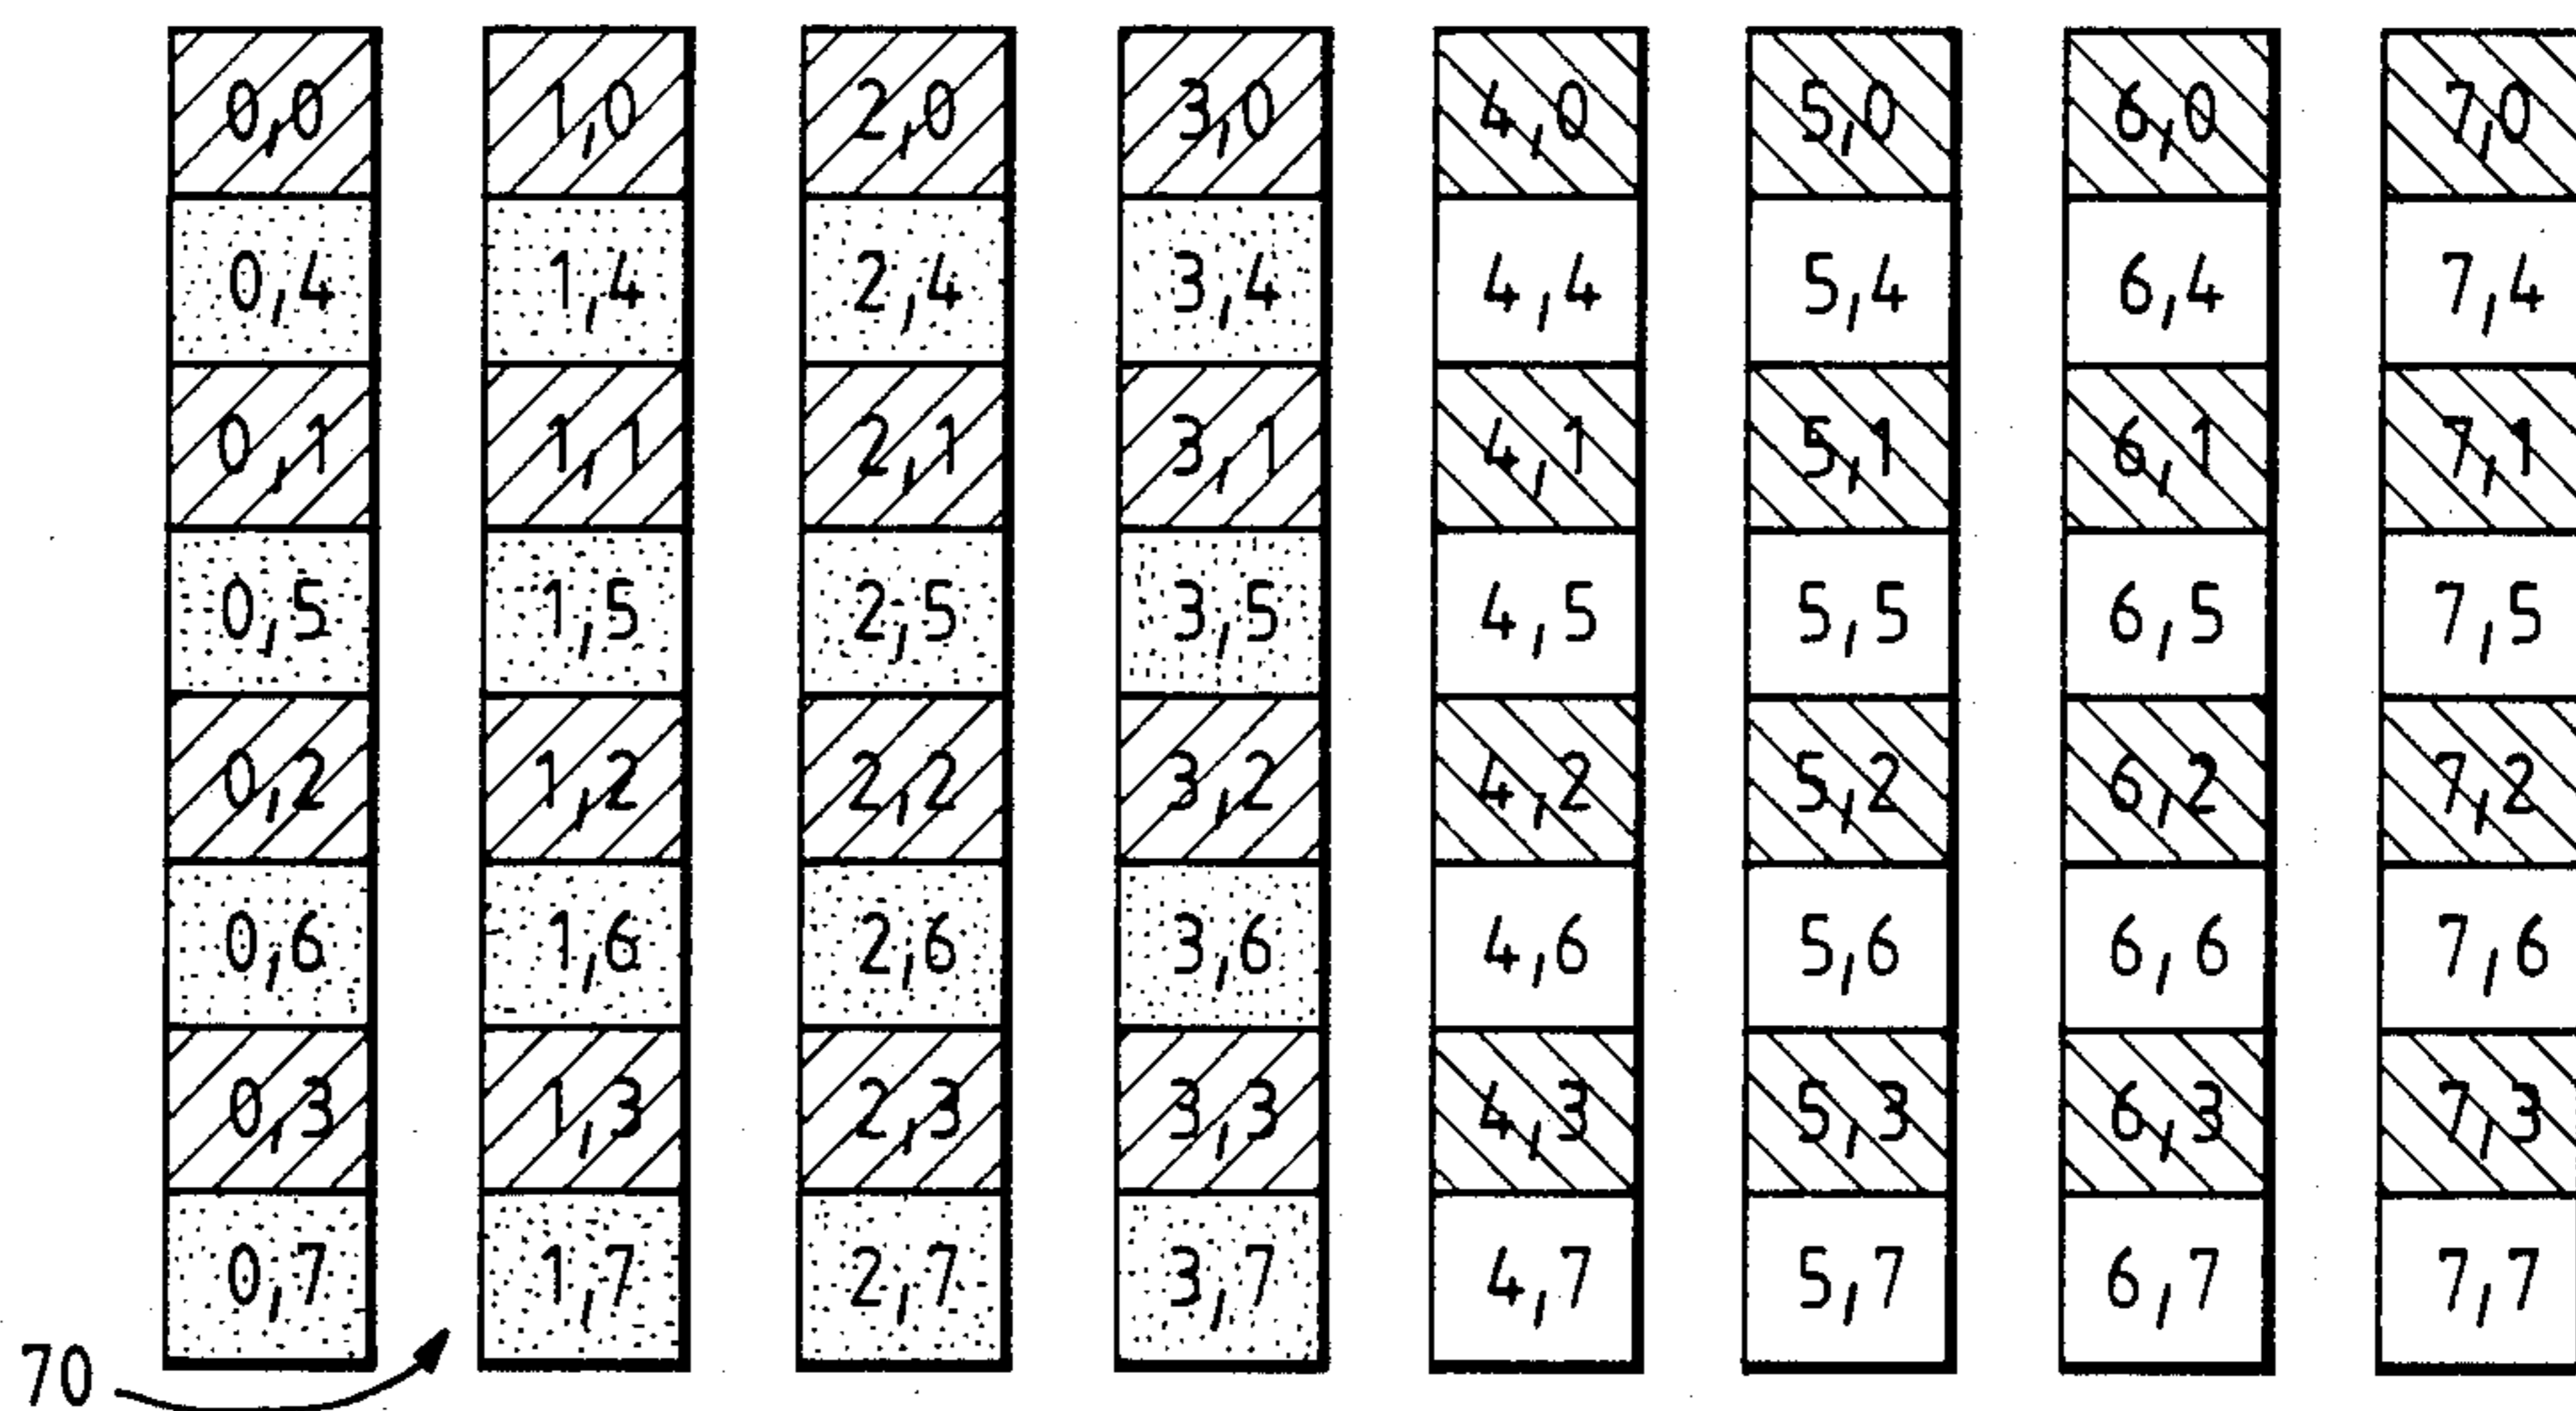 0,0 1,0 2,0 3,0 4,0 5,0 6,0 7,0
0,4 1,4 2,4 3,4 4,4 5,4 6,4 7,4
0,1 1,1 2,1 3,1 4,1 5,1 6,1 7,1
0,5 1,5 2,5 3,5 4,5 5,5 6,5 7,5
0,2 1,2 2,2 3,2 4,2 5,2 6,2 7,2
0,6 1,6 2,6 3,6 4,6 5,6 6,6 7,6
0,3 1,3 2,3 3,3 4,3 5,3 6,3 7,3
0,7 1,7 2,7 3,7 4,7 5,7 6,7 7,7
70